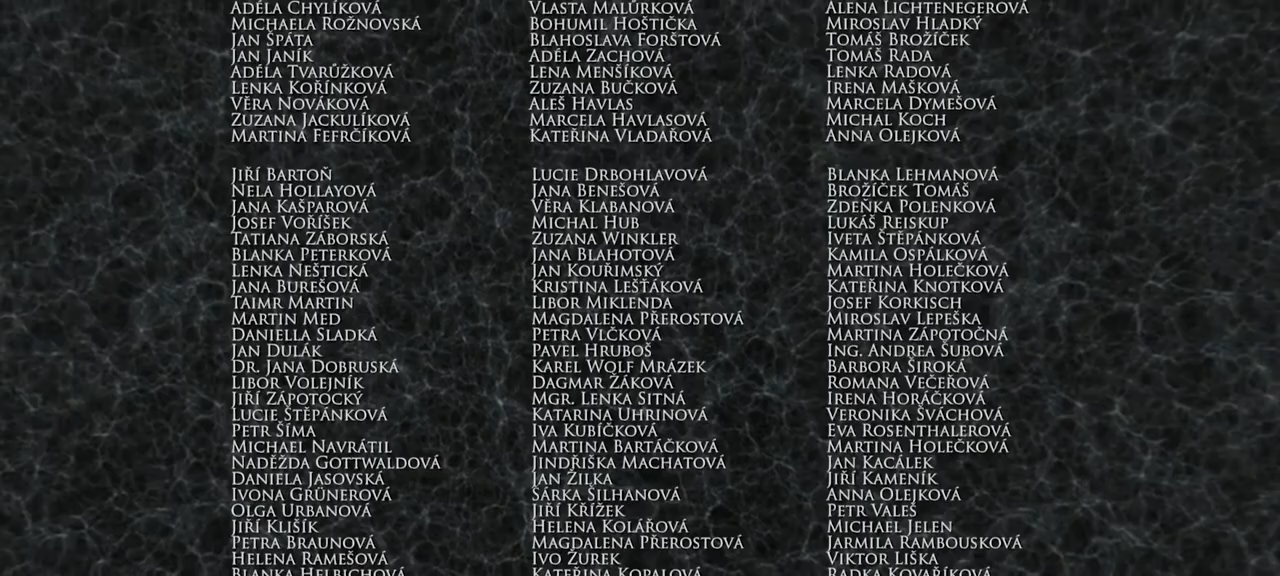 Adéla Chylíková
Michaela Rožnovská
Jan Špáta
Jan Janík
Adéla Tvarůžková
Lenka Kořínková
Věra Nováková
Zuzana Jackulíková
Martina Fefrčíková
Vlasta Malůrková
Bohumil Hoštička
Blahoslava Forštová
Adéla Zachová
Lena Menšíková
Zuzana Bučková
Aleš Havlas
Marcela Havlasová
Kateřina Vladařová
Alena Lichtenegerová
Miroslav Hladký
Tomáš Brožíček
Tomáš Rada
Lenka Radová
Irena Mašková
Marcela Dymešová
Michal Koch
Anna Olejková
Jiří Bartoň
Nela Hollayová
Jana Kašparová
Josef Voříšek
Tatiana Záborská
Blanka Peterková
Lenka Neštická
Jana Burešová
Taimr Martin
Martin Med
Daniella Sladká
Jan Dulák
Dr. Jana Dobruská
Libor Volejník
Jiří Zápotocký
Lucie Štěpánková
Petr Šíma
Michael Navrátil
Naděžda Gottwaldová
Daniela Jasovská
Ivona Grünerová
Olga Urbanová
Jiří Klišík
Petra Braunová
Helena Ramešová
Blanka Helbichová
Lucie Drbohlavová
Jana Benešová
Věra Klabanová
Michal Hub
Zuzana Winkler
Jana Blahotová
Jan Kouřimský
Kristina Lešťáková
Libor Miklenda
Magdalena Přerostová
Petra Vlčková
Pavel Hruboš
Karel Wolf Mrázek
Dagmar Žáková
Mgr. Lenka Sitná
Katarina Uhrinová
Iva Kubíčková
Martina Bartáčková
Jindřiška Machatová
Jan Žilka
Šárka Šilhanová
Jiří Křížek
Helena Kolářová
Magdalena Přerostová
Ivo Žurek
Kateřina Kopalová
Blanka Lehmanová
Brožíček Tomáš
Zdeňka Polenková
Lukáš Rejskup
Iveta Štěpánková
Kamila Ospálková
Martina Holečková
Kateřina Knotková
Josef Korkisch
Miroslav Lepeška
Martina Zápotočná
Ing. Andrea Šubová
Barbora Široká
Romana Večeřová
Irena Horáčková
Veronika Šváchová
Eva Rosenthalerová
Martina Holečková
Jan Kacálek
Jiří Kameník
Anna Olejková
Petr Valeš
Michael Jelen
Jarmila Rambousková
Viktor Liška
Radka Kovaříková